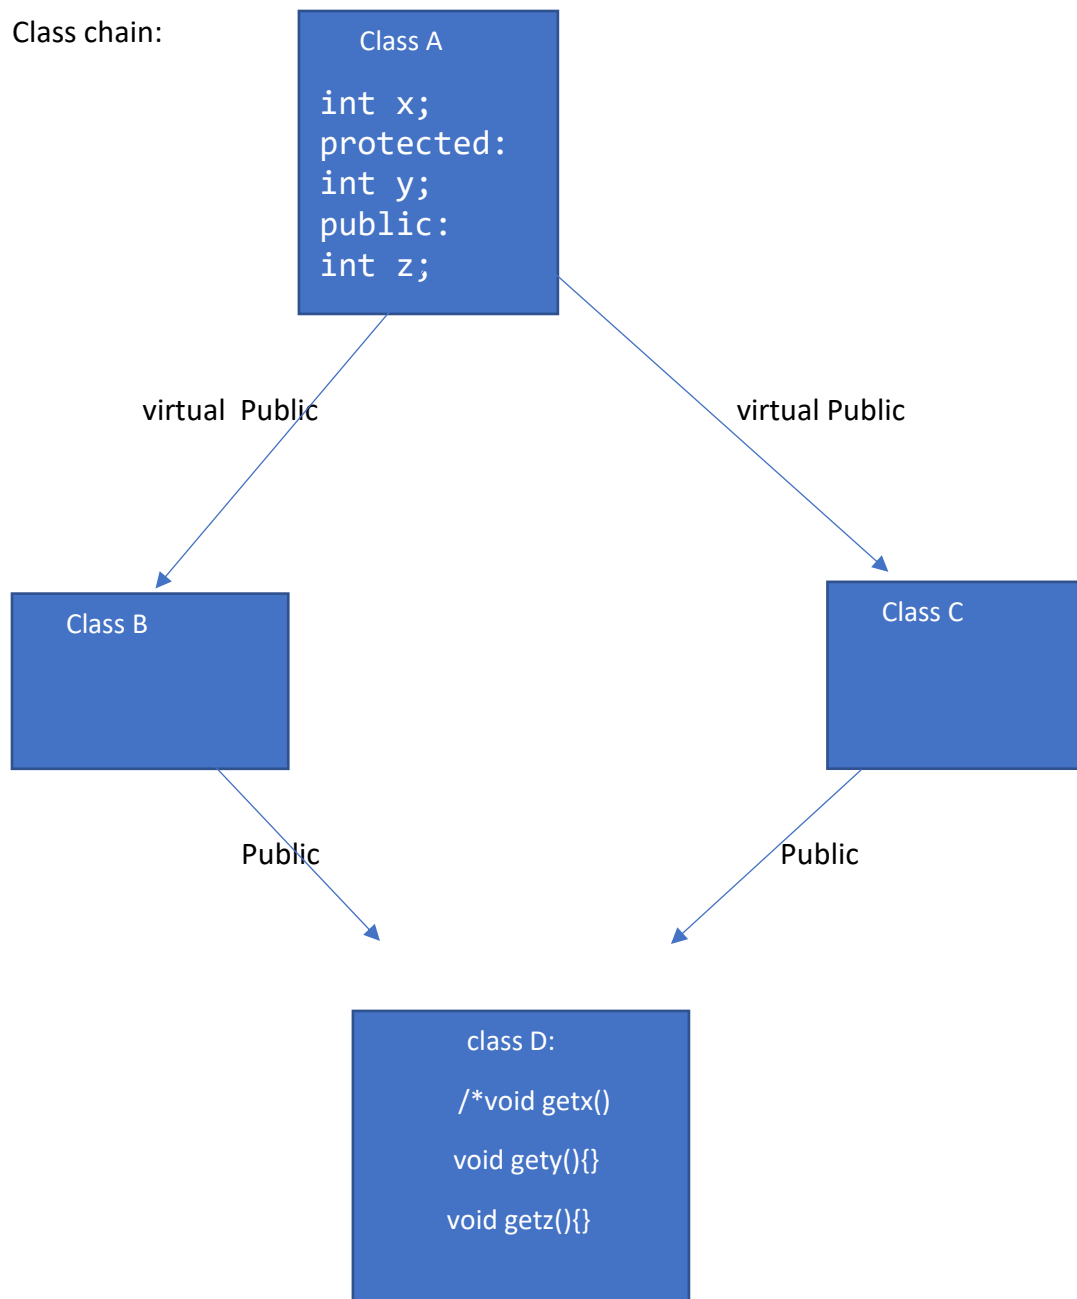 Class chain:
Class A
int x;
protected:
int y;
public:
int z;
virtual  Public
virtual Public
Class B
Class C
Public
Public
class D:
/*void getx()
void gety(){}
void getz(){}